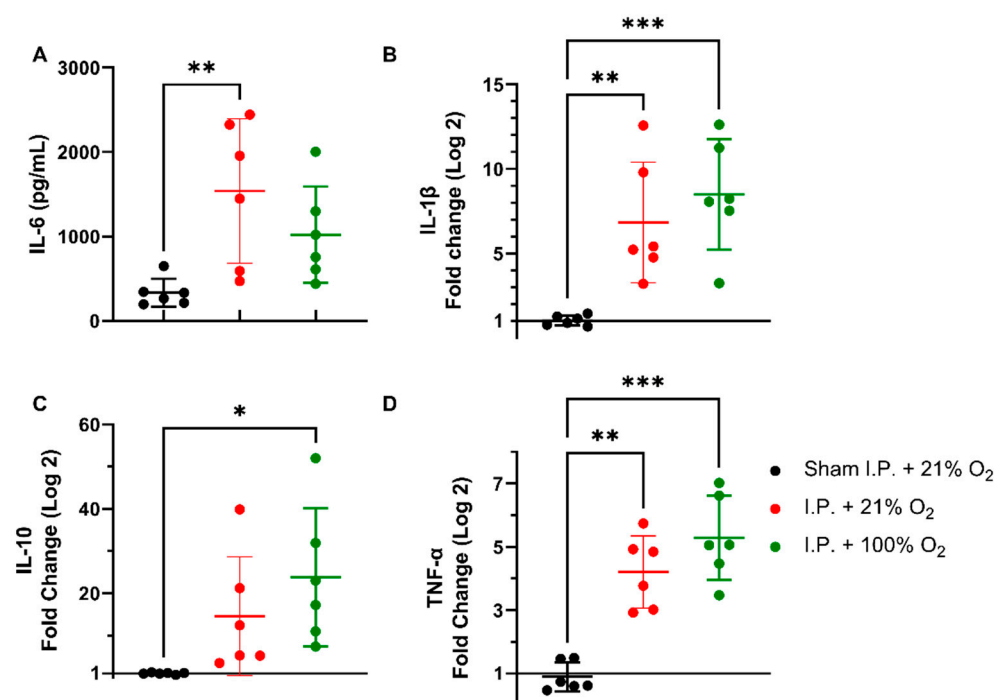 A
IL-6 (pg/mL)
3000
2000
1000
0
**
B
IL-1β
Fold change (Log 2)
15
10
5
1
**
***
C
IL-10
Fold Change (Log 2)
60
40
20
1
*
D
TNF-α
Fold Change (Log 2)
7
5
3
1
**
***
Sham I.P. + 21% O₂
I.P. + 21% O₂
I.P. + 100% O₂